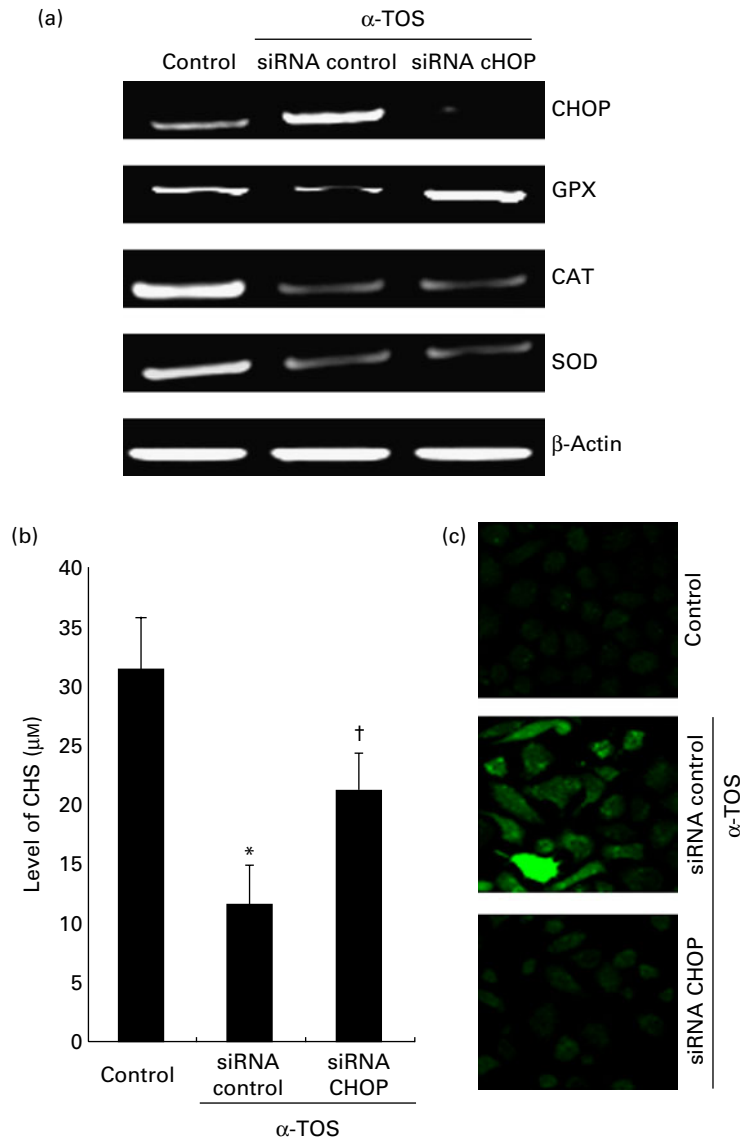 (a)
α-TOS
Control siRNA control siRNA cHOP
CHOP
GPX
CAT
SOD
β-Actin
(b)
Level of CHS (μM)
40
35
30
25
20
15
10
5
0
*
†
Control
siRNA control
siRNA CHOP
α-TOS
(c)
Control
siRNA control
siRNA CHOP
α-TOS